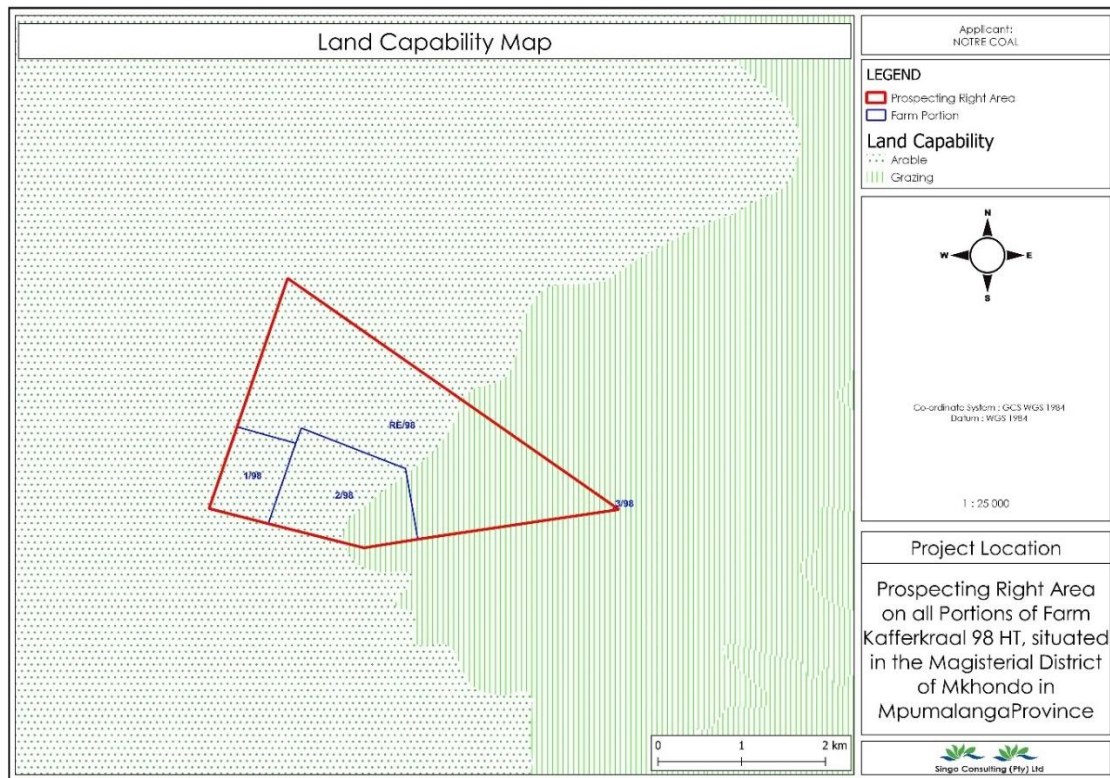 Land Capability Map
RE/98
1/98
2/98
3/98
0 1 2 km
Applicant:
NOTRE COAL
LEGEND
Prospecting Right Area
Farm Portion
Land Capability
Arable
Grazing
N
W E
S
Co-ordinate System : GCS WGS 1984
Datum : WGS 1984
1 : 25 000
Project Location
Prospecting Right Area
on all Portions of Farm
Kafferkraal 98 HT, situated
in the Magisterial District
of Mkhondo in
MpumalangaProvince
Singo Consulting (Pty) Ltd